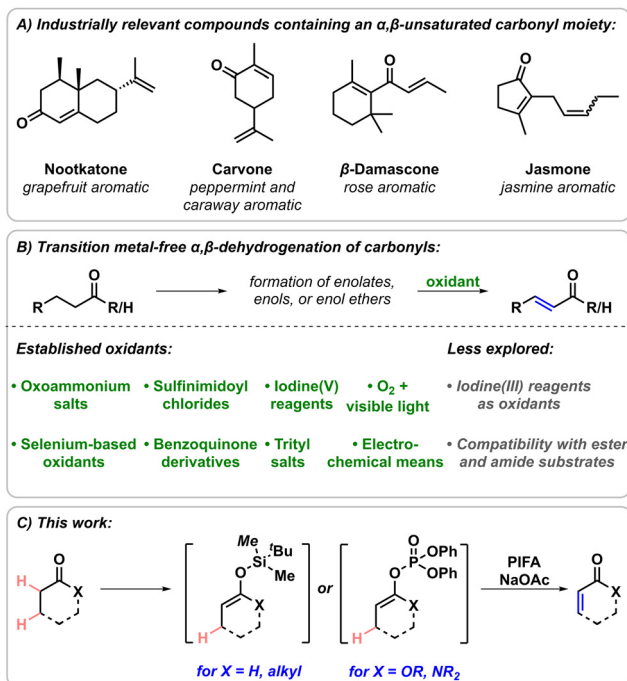 A) Industrially relevant compounds containing an α,β-unsaturated carbonyl moiety:
O
O
O
O
Nootkatone
grapefruit aromatic
Carvone
peppermint and
caraway aromatic
β-Damascone
rose aromatic
Jasmone
jasmine aromatic
B) Transition metal-free α,β-dehydrogenation of carbonyls:
O
R R/H
formation of enolates,
enols, or enol ethers
oxidant
O
R R/H
Established oxidants:
Less explored:
• Oxoammonium
salts
• Sulfinimidoyl
chlorides
• Iodine(V)
reagents
• O2 +
visible light
• Iodine(III) reagents
as oxidants
• Selenium-based
oxidants
• Benzoquinone
derivatives
• Trityl
salts
• Electro-
chemical means
• Compatibility with ester
and amide substrates
C) This work:
O
H X
H
Me tBu
Si
O Me
X
H
for X = H, alkyl
or
O
P OPh
O OPh
X
H
for X = OR, NR2
PIFA
NaOAc
O
X